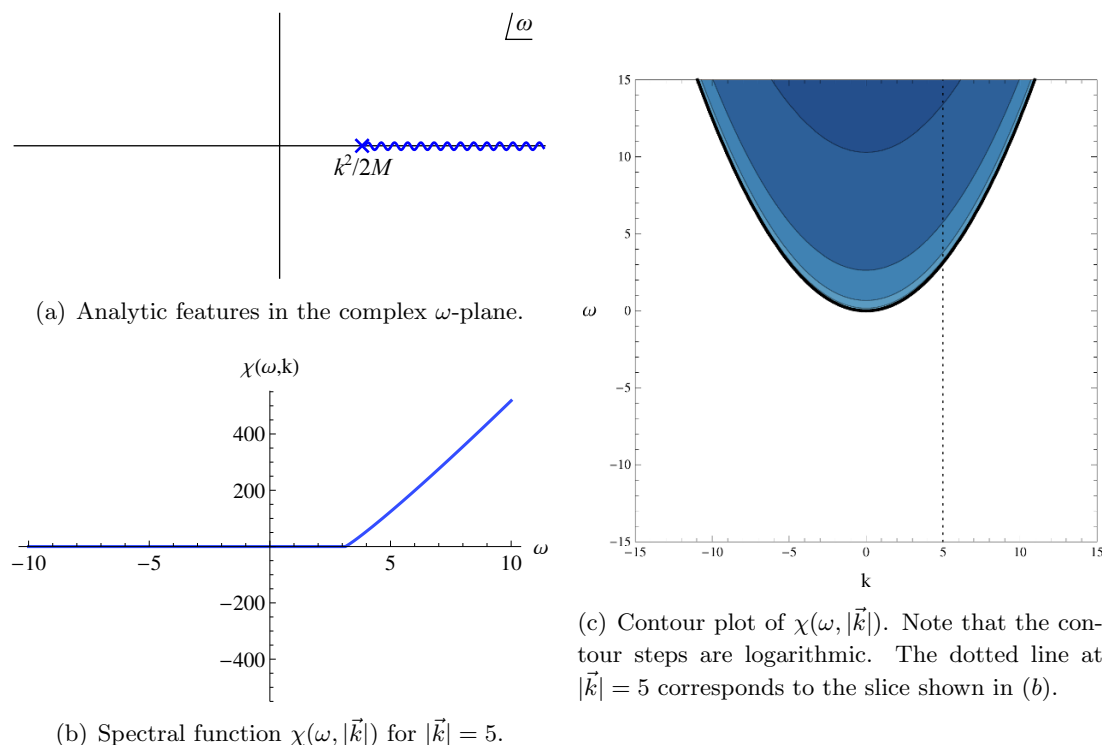 ω
k²/2M
(a) Analytic features in the complex ω-plane.
χ(ω,k)
400
200
−10
−5
5
10
ω
−200
−400
(b) Spectral function χ(ω, |k⃗|) for |k⃗| = 5.
15
10
5
ω
0
−5
−10
−15
−15
−10
−5
0
5
10
15
k
(c) Contour plot of χ(ω, |k⃗|). Note that the con-
tour steps are logarithmic. The dotted line at
|k⃗| = 5 corresponds to the slice shown in (b).